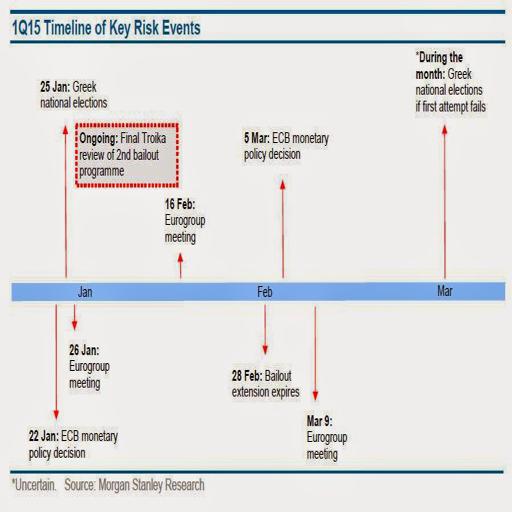 1Q15 Timeline of Key Risk Events
*During the
month: Greek
national elections
if first attempt fails
25 Jan: Greek
national elections
Ongoing: Final Troika
review of 2nd bailout
programme
5 Mar: ECB monetary
policy decision
16 Feb:
Eurogroup
meeting
Jan
Feb
Mar
26 Jan:
Eurogroup
meeting
28 Feb: Bailout
extension expires
22 Jan: ECB monetary
policy decision
Mar 9:
Eurogroup
meeting
*Uncertain. Source: Morgan Stanley Research